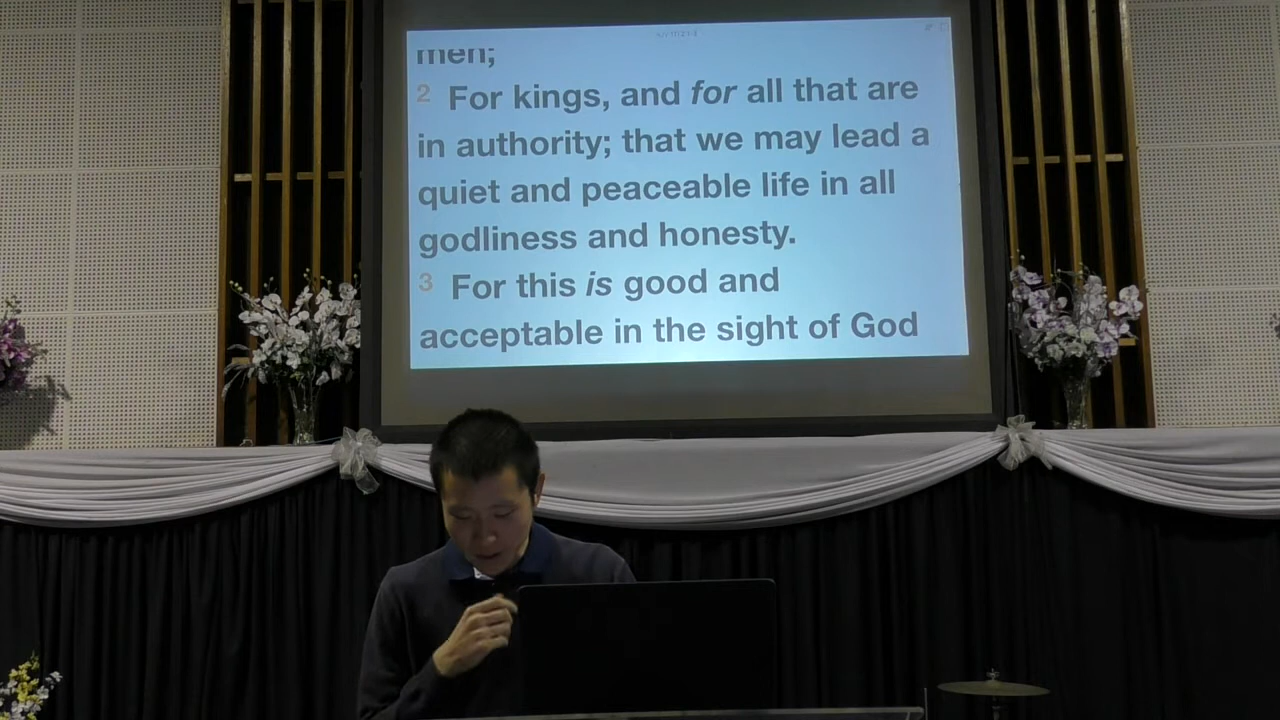 men;
2 For kings, and for all that are
in authority; that we may lead a
quiet and peaceable life in all
godliness and honesty.
3 For this is good and
acceptable in the sight of God